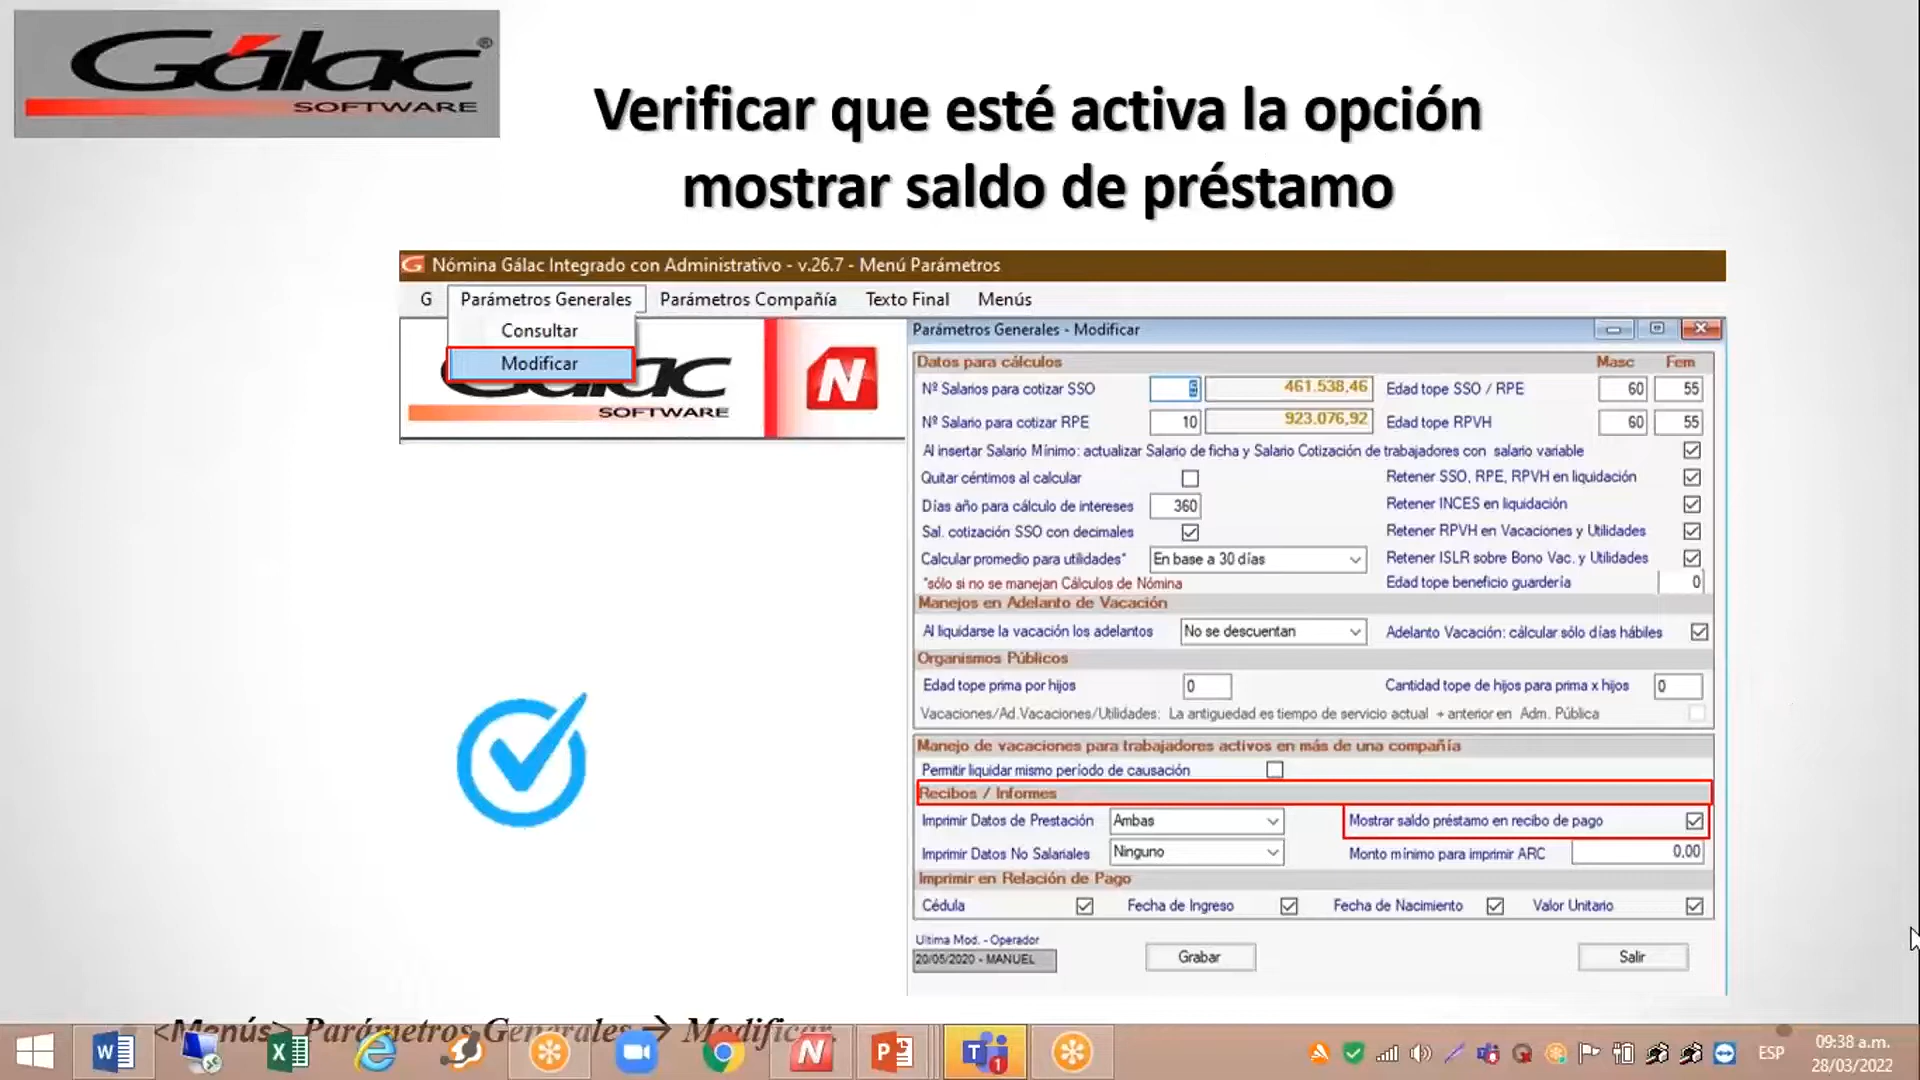 Gálac®
SOFTWARE
Verificar que esté activa la opción
mostrar saldo de préstamo
G Nómina Gálac Integrado con Administrativo - v.26.7 - Menú Parámetros
G Parámetros Generales Parámetros Compañía Texto Final Menús
Consultar
Modificar
SOFTWARE
N
Parámetros Generales - Modificar
Datos para cálculos Masc Fem
Nº Salarios para cotizar SSO 5 461.538,46 Edad tope SSO / RPE 60 55
Nº Salario para cotizar RPE 10 923.076,92 Edad tope RPVH 60 55
Al insertar Salario Mínimo: actualizar Salario de ficha y Salario Cotización de trabajadores con salario variable
Quitar céntimos al calcular Retener SSO, RPE, RPVH en liquidación
Días año para cálculo de intereses 360 Retener INCES en liquidación
Sal. cotización SSO con decimales Retener RPVH en Vacaciones y Utilidades
Calcular promedio para utilidades* En base a 30 días Retener ISLR sobre Bono Vac. y Utilidades
*sólo si no se manejan Cálculos de Nómina Edad tope beneficio guardería 0
Manejos en Adelanto de Vacación
Al liquidarse la vacación los adelantos No se descuentan Adelanto Vacación: cálcular sólo días hábiles
Organismos Públicos
Edad tope prima por hijos 0 Cantidad tope de hijos para prima x hijos 0
Vacaciones/Ad.Vacaciones/Utilidades: La antiguedad es tiempo de servicio actual + anterior en Adm. Pública
Manejo de vacaciones para trabajadores activos en más de una compañía
Permitir liquidar mismo período de causación
Recibos / Informes
Imprimir Datos de Prestación Ambas Mostrar saldo préstamo en recibo de pago
Imprimir Datos No Salariales Ninguno Monto mínimo para imprimir ARC 0,00
Imprimir en Relación de Pago
Cédula Fecha de Ingreso Fecha de Nacimiento Valor Unitario
Ultima Mod. - Operador
20/05/2020 - MANUEL Grabar Salir
<Menús> Parámetros Generales → Modificar.
ESP 09:38 a.m.
28/03/2022